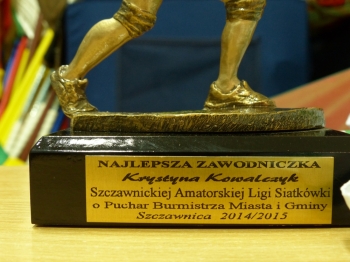 NAJLEPSZA ZAWODNICZKA
Krystyna Kowalczyk
Szczawnickiej Amatorskiej Ligi Siatkówki
o Puchar Burmistrza Miasta i Gminy
Szczawnica 2014/2015